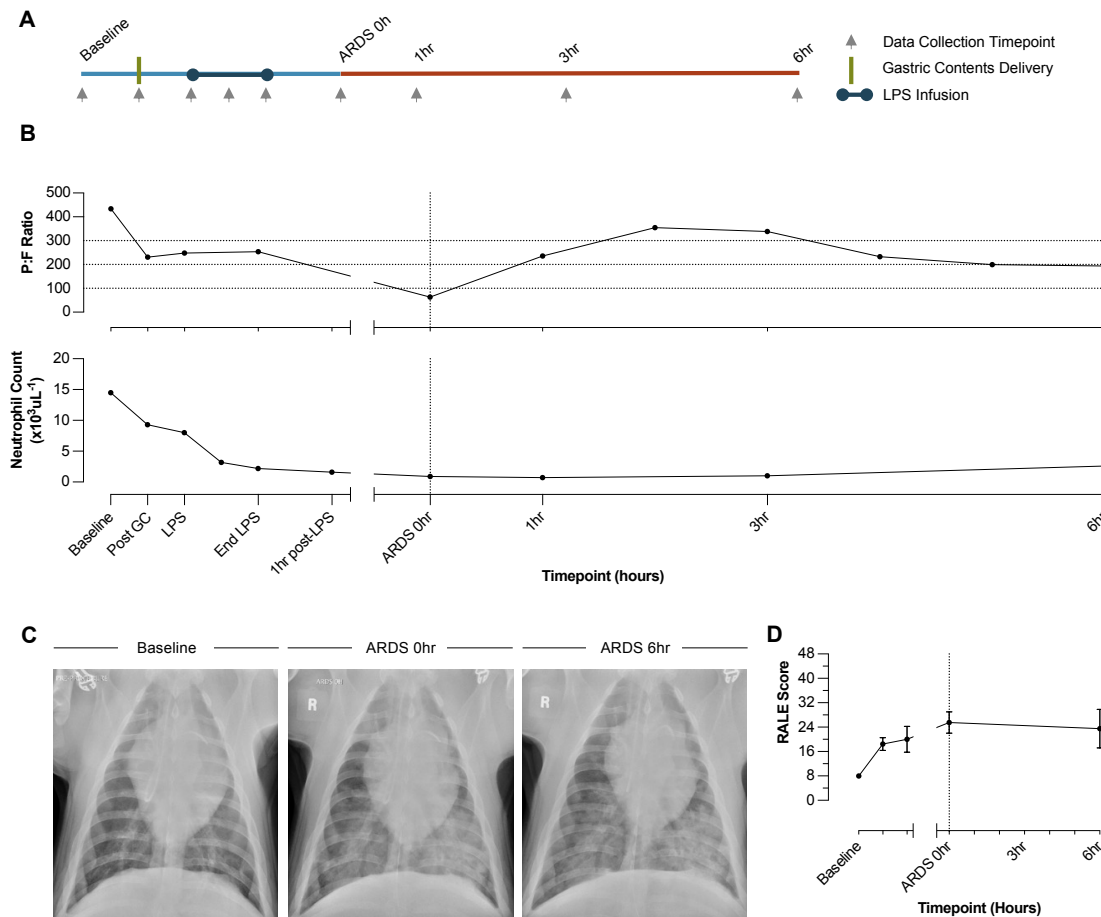 A
Baseline
ARDS 0h
1hr
3hr
6hr
Data Collection Timepoint
Gastric Contents Delivery
LPS Infusion
B
P:F Ratio
500
400
300
200
100
0
Neutrophil Count
(x10³uL⁻¹)
20
15
10
5
0
Baseline
Post GC
LPS
End LPS
1hr post-LPS
ARDS 0hr
1hr
3hr
6hr
Timepoint (hours)
C
Baseline
ARDS 0hr
ARDS 6hr
R
R
D
RALE Score
48
40
32
24
16
8
0
Baseline
ARDS 0hr
3hr
6hr
Timepoint (Hours)